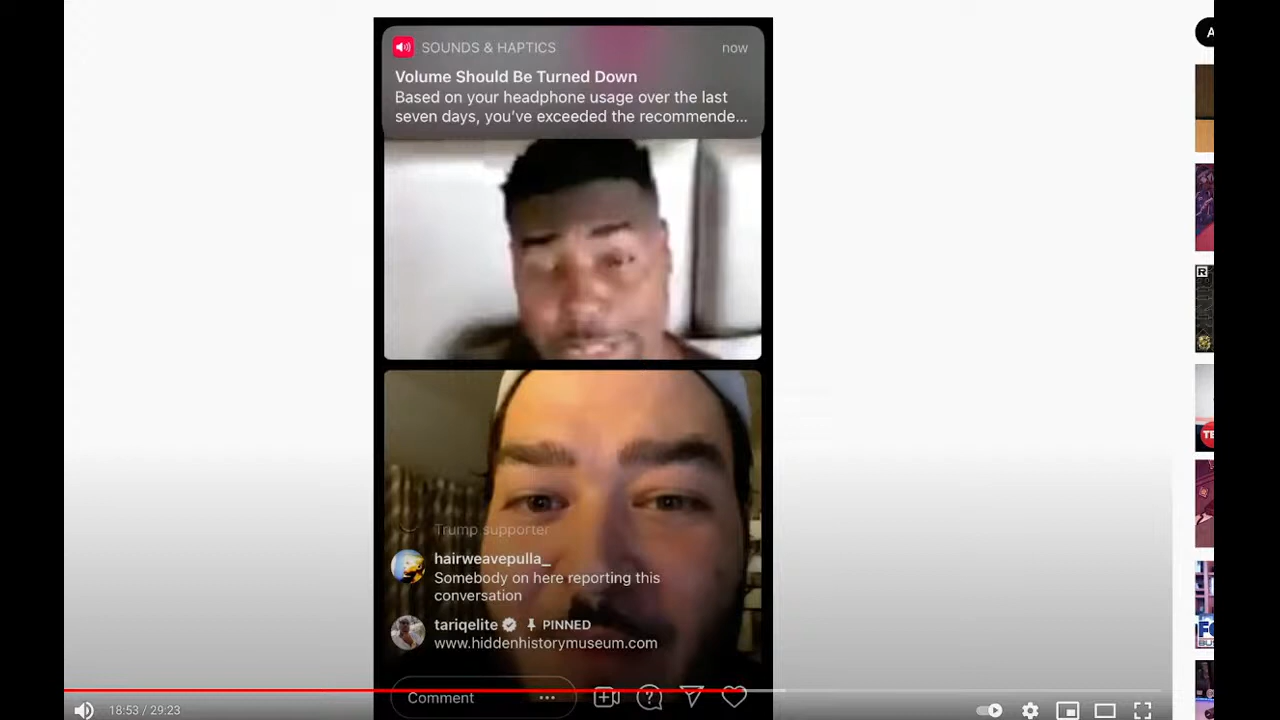 SOUNDS & HAPTICS
now
Volume Should Be Turned Down
Based on your headphone usage over the last
seven days, you've exceeded the recommende...
Trump supporter
hairweavepulla_
Somebody on here reporting this
conversation
tariqelite PINNED
www.hiddenhistorymuseum.com
Comment
18:53 / 29:23